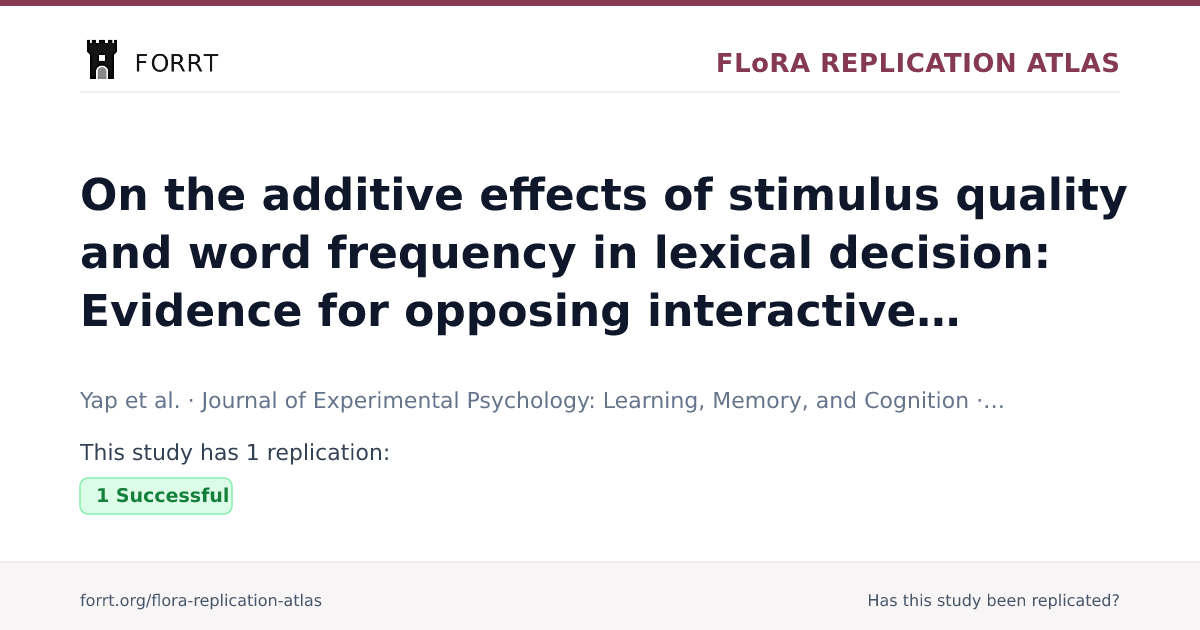 FORRT
FLoRA REPLICATION ATLAS
On the additive effects of stimulus quality
and word frequency in lexical decision:
Evidence for opposing interactive…
Yap et al. · Journal of Experimental Psychology: Learning, Memory, and Cognition ·…
This study has 1 replication:
1 Successful
forrt.org/flora-replication-atlas
Has this study been replicated?